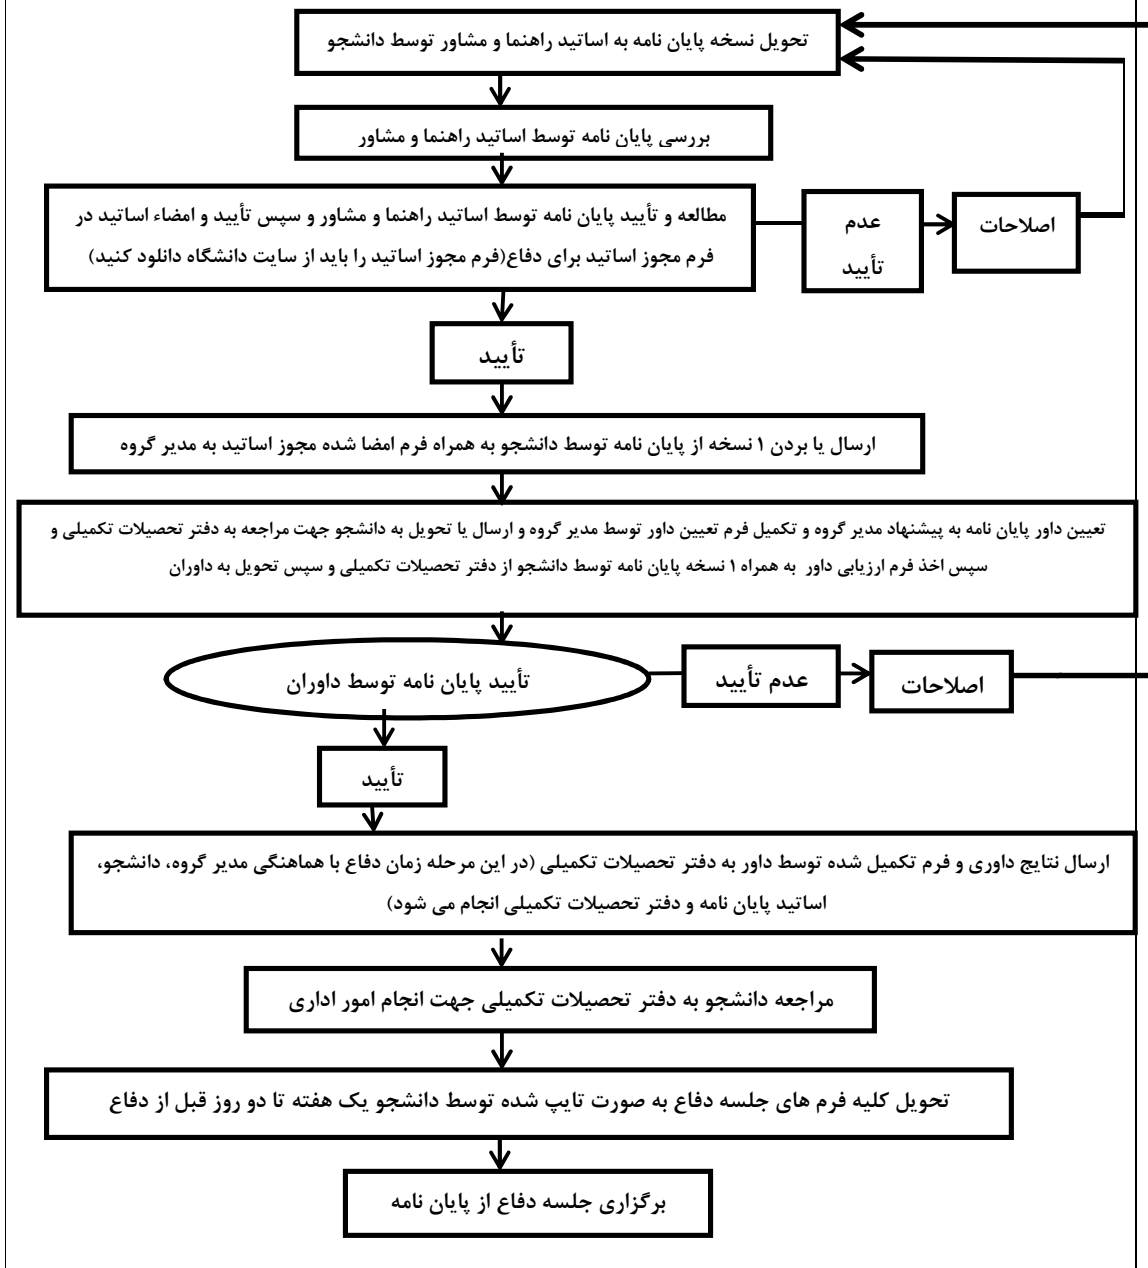 تحویل نسخه پایان نامه به اساتید راهنما و مشاور توسط دانشجو
بررسی پایان نامه توسط اساتید راهنما و مشاور
مطالعه و تأیید پایان نامه توسط اساتید راهنما و مشاور و سپس تأیید و امضاء اساتید در
فرم مجوز اساتید برای دفاع(فرم مجوز اساتید را باید از سایت دانشگاه دانلود کنید)
عدم
تأیید
اصلاحات
تأیید
ارسال یا بردن ۱ نسخه از پایان نامه توسط دانشجو به همراه فرم امضا شده مجوز اساتید به مدیر گروه
تعیین داور پایان نامه به پیشنهاد مدیر گروه و تکمیل فرم تعیین داور توسط مدیر گروه و ارسال یا تحویل به دانشجو جهت مراجعه به دفتر تحصیلات تکمیلی و
سپس اخذ فرم ارزیابی داور به همراه ۱ نسخه پایان نامه توسط دانشجو از دفتر تحصیلات تکمیلی و سپس تحویل به داوران
تأیید پایان نامه توسط داوران
عدم تأیید
اصلاحات
تأیید
ارسال نتایج داوری و فرم تکمیل شده توسط داور به دفتر تحصیلات تکمیلی (در این مرحله زمان دفاع با هماهنگی مدیر گروه، دانشجو،
اساتید پایان نامه و دفتر تحصیلات تکمیلی انجام می شود)
مراجعه دانشجو به دفتر تحصیلات تکمیلی جهت انجام امور اداری
تحویل کلیه فرم های جلسه دفاع به صورت تایپ شده توسط دانشجو یک هفته تا دو روز قبل از دفاع
برگزاری جلسه دفاع از پایان نامه